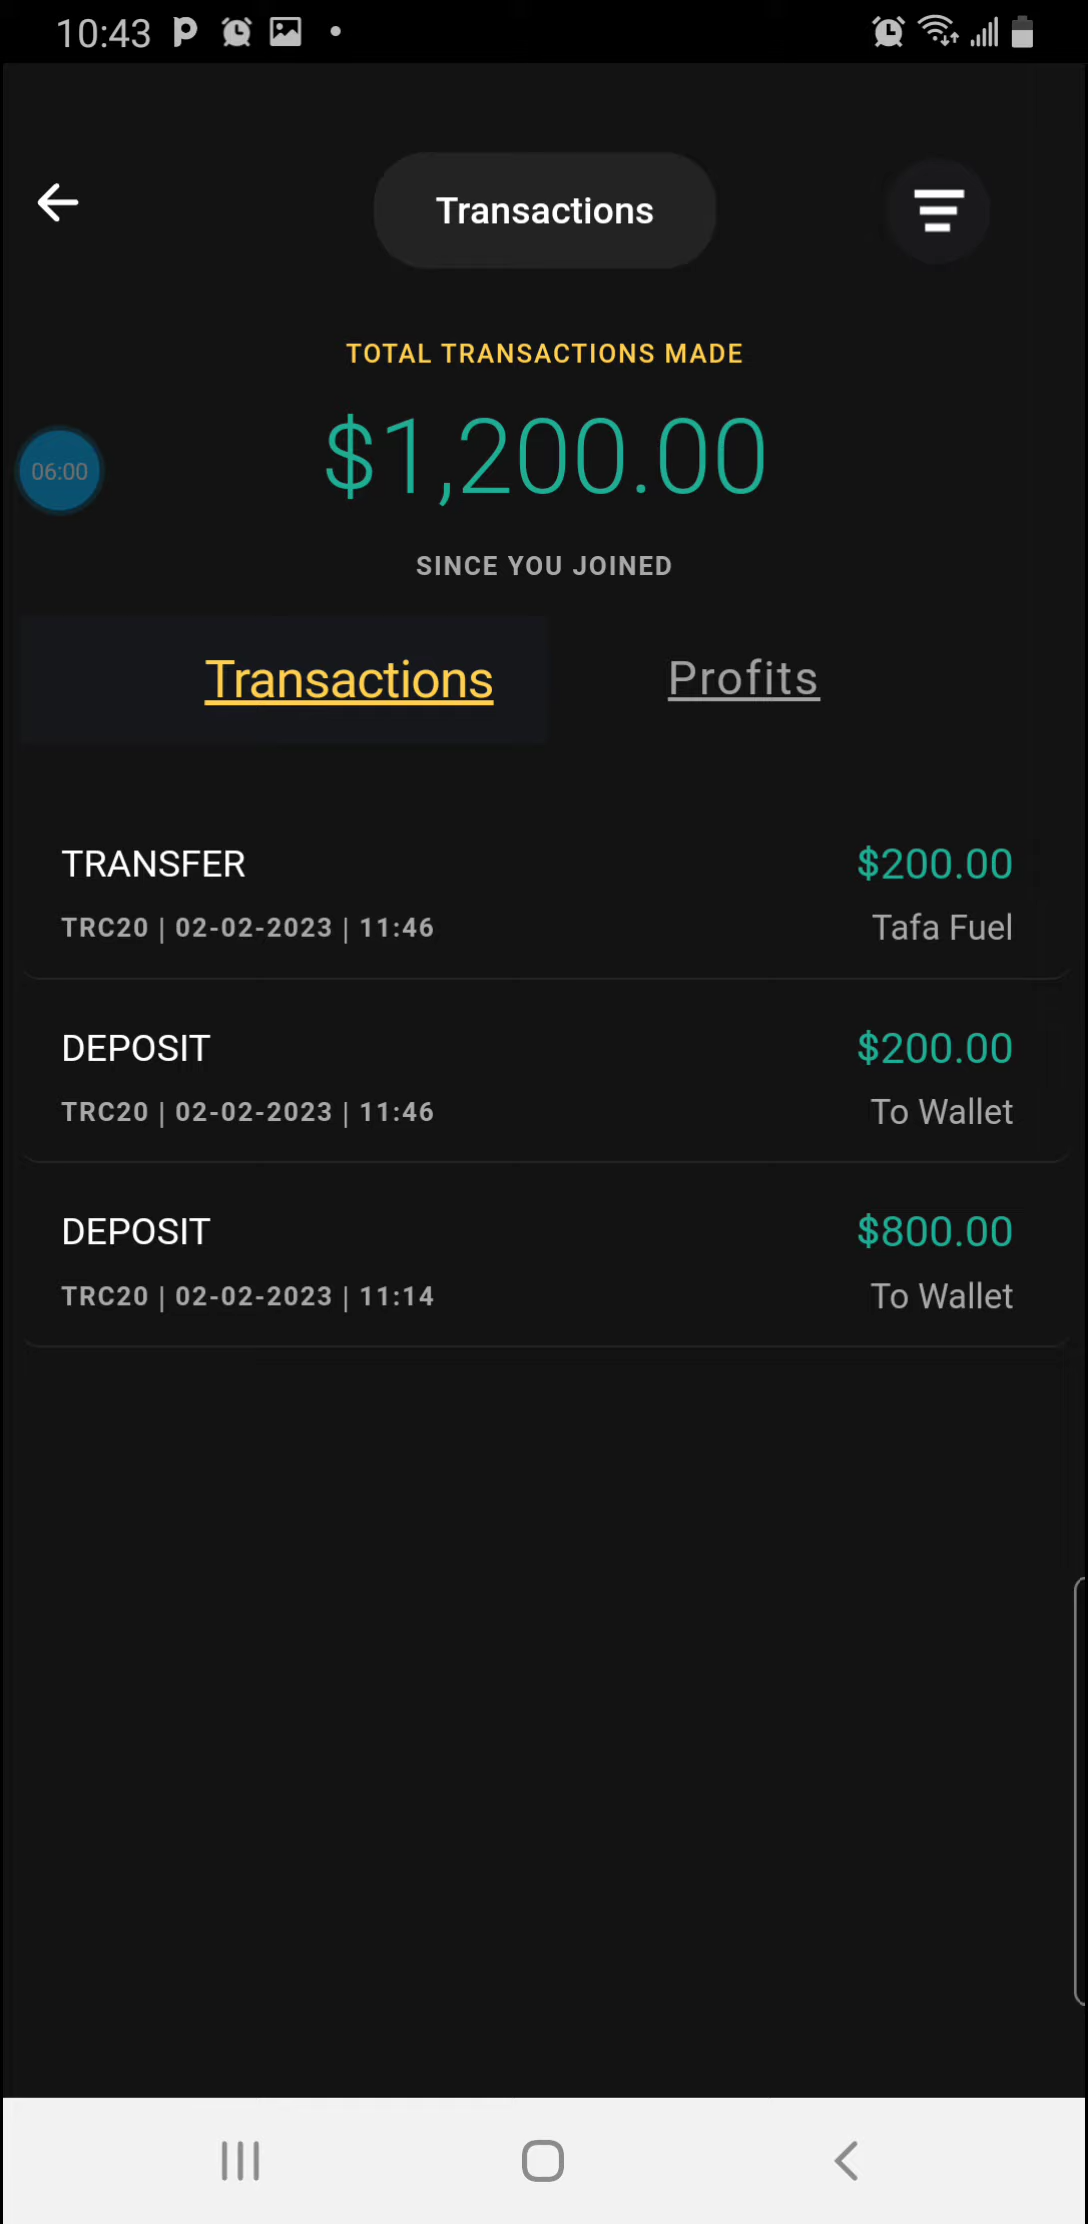 10:43
Transactions
TOTAL TRANSACTIONS MADE
06:00
$1,200.00
SINCE YOU JOINED
Transactions
Profits
TRANSFER
$200.00
TRC20 | 02-02-2023 | 11:46
Tafa Fuel
DEPOSIT
$200.00
TRC20 | 02-02-2023 | 11:46
To Wallet
DEPOSIT
$800.00
TRC20 | 02-02-2023 | 11:14
To Wallet